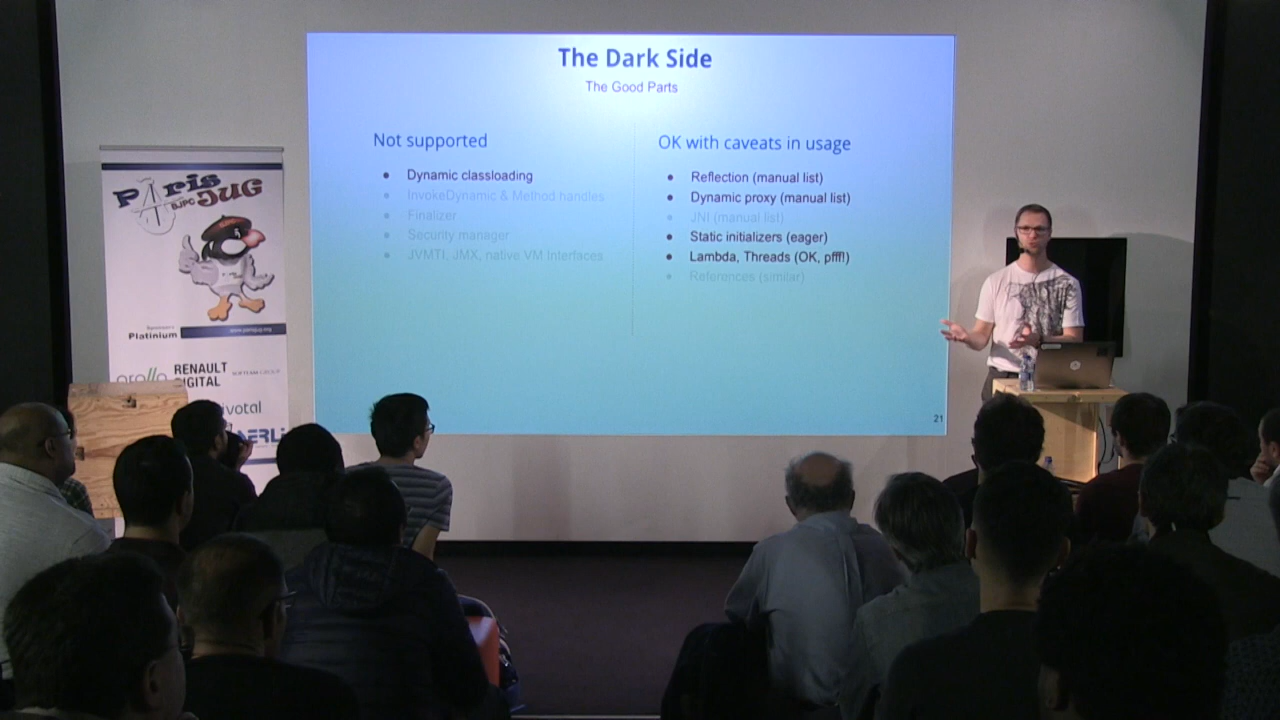 The Dark Side
The Good Parts
Not supported
Dynamic classloading
InvokeDynamic & Method handles
Finalizer
Security manager
JVMTI, JMX, native VM Interfaces
OK with caveats in usage
Reflection (manual list)
Dynamic proxy (manual list)
JNI (manual list)
Static initializers (eager)
Lambda, Threads (OK, pfff!)
References (similar)
21
Paris
JUG
Platinium
RENAULT
DIGITAL